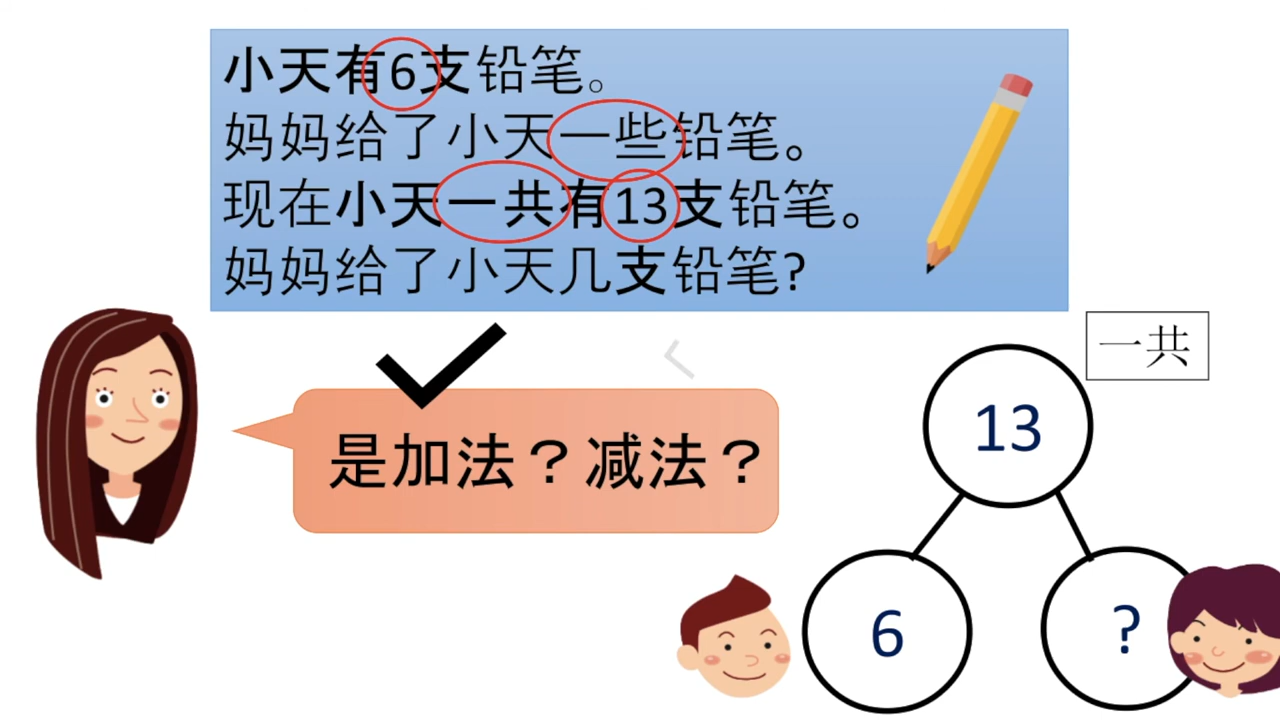 小天有6支铅笔。
妈妈给了小天一些铅笔。
现在小天一共有13支铅笔。
妈妈给了小天几支铅笔?
一共
13
是加法？减法？
6
?